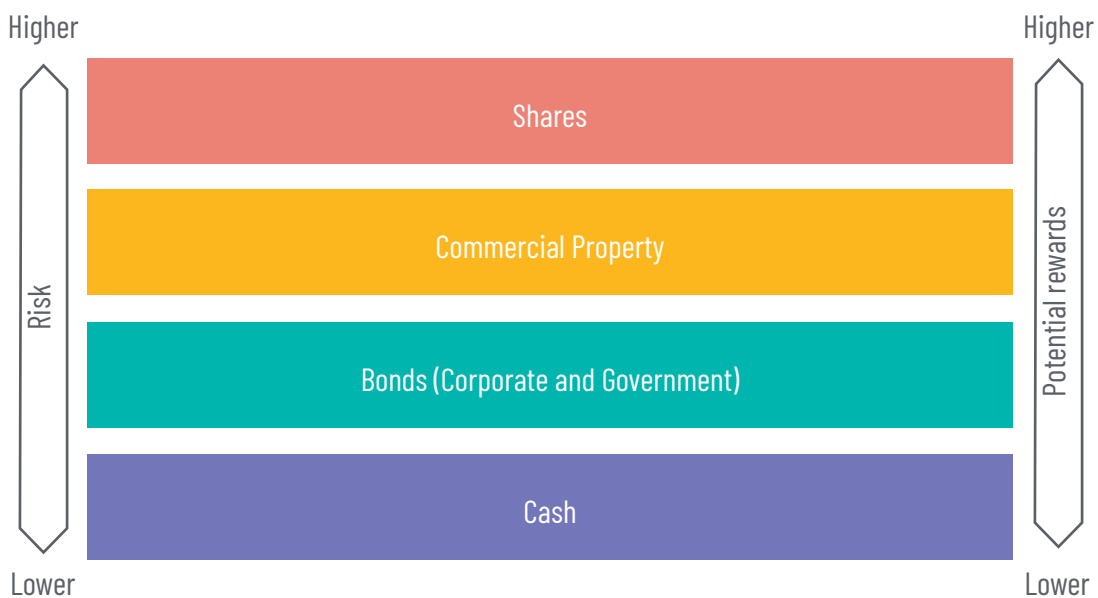 Higher
Higher
Shares
Commercial Property
Risk
Potential rewards
Bonds (Corporate and Government)
Cash
Lower
Lower